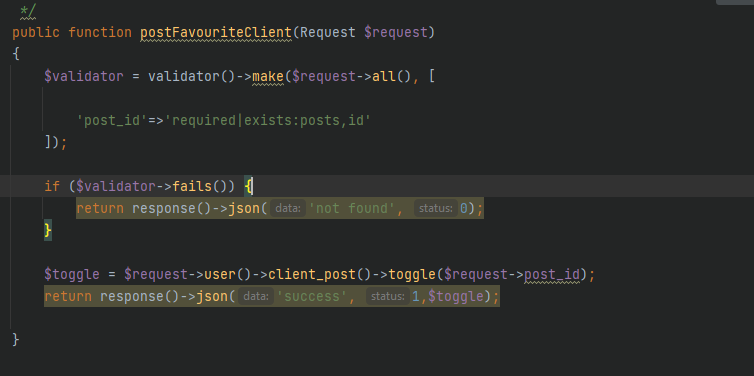 */
public function postFavouriteClient(Request $request)
{
$validator = validator()->make($request->all(), [
'post_id'=>'required|exists:posts,id'
]);
if ($validator->fails()) {
return response()->json( data: 'not found', status: 0);
}
$toggle = $request->user()->client_post()->toggle($request->post_id);
return response()->json( data: 'success', status: 1,$toggle);
}